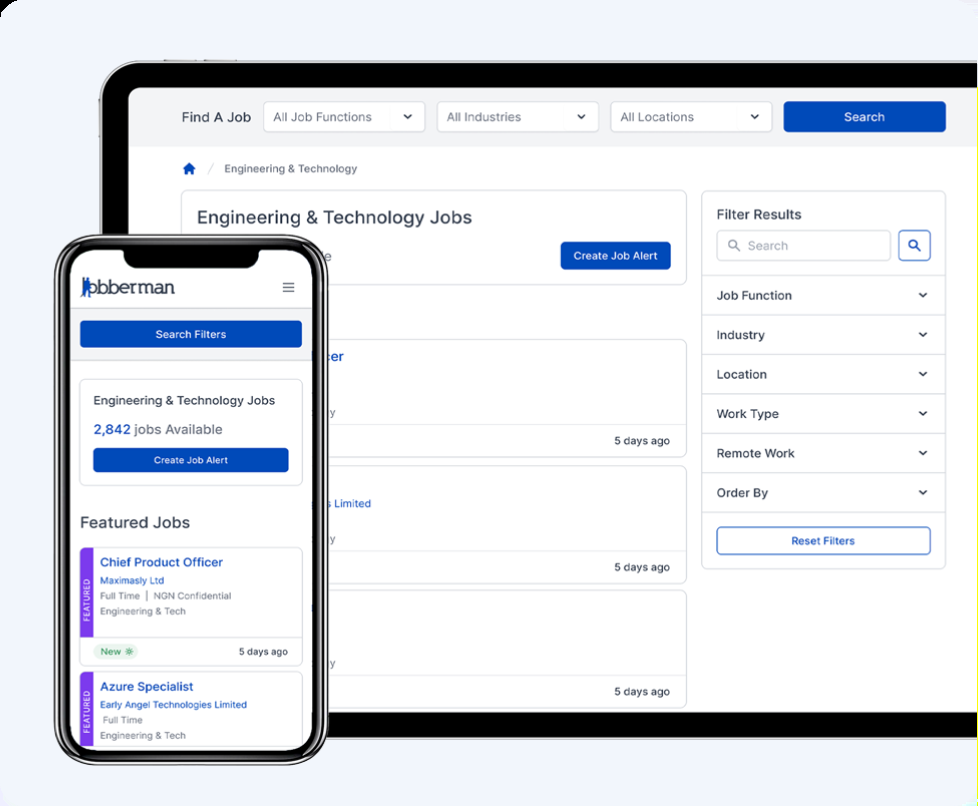 Find A Job
All Job Functions
All Industries
All Locations
Search
/ Engineering & Technology
Engineering & Technology Jobs
e
Create Job Alert
cer
y
5 days ago
s Limited
y
5 days ago
y
5 days ago
Filter Results
Search
Job Function
Industry
Location
Work Type
Remote Work
Order By
Reset Filters
Jobberman
Search Filters
Engineering & Technology Jobs
2,842 jobs Available
Create Job Alert
Featured Jobs
FEATURED
Chief Product Officer
Maximasly Ltd
Full Time | NGN Confidential
Engineering & Tech
New
5 days ago
FEATURED
Azure Specialist
Early Angel Technologies Limited
Full Time
Engineering & Tech